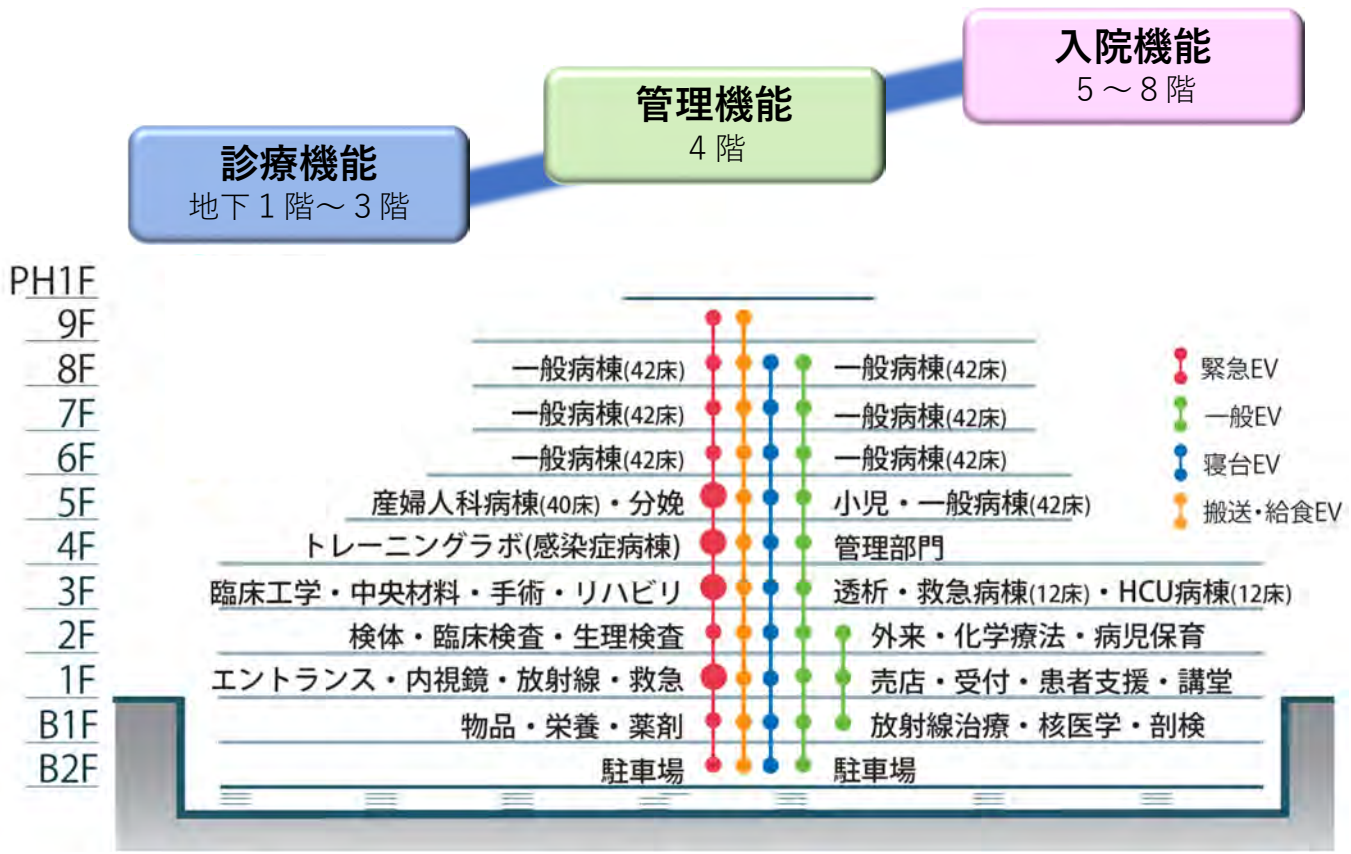 入院機能
5～8階
管理機能
4階
診療機能
地下1階～3階
PH1F
9F
8F 一般病棟(42床) 一般病棟(42床)
7F 一般病棟(42床) 一般病棟(42床)
6F 一般病棟(42床) 一般病棟(42床)
5F 産婦人科病棟(40床)・分娩 小児・一般病棟(42床)
4F トレーニングラボ(感染症病棟) 管理部門
3F 臨床工学・中央材料・手術・リハビリ 透析・救急病棟(12床)・HCU病棟(12床)
2F 検体・臨床検査・生理検査 外来・化学療法・病児保育
1F エントランス・内視鏡・放射線・救急 売店・受付・患者支援・講堂
B1F 物品・栄養・薬剤 放射線治療・核医学・剖検
B2F 駐車場 駐車場
緊急EV
一般EV
寝台EV
搬送・給食EV